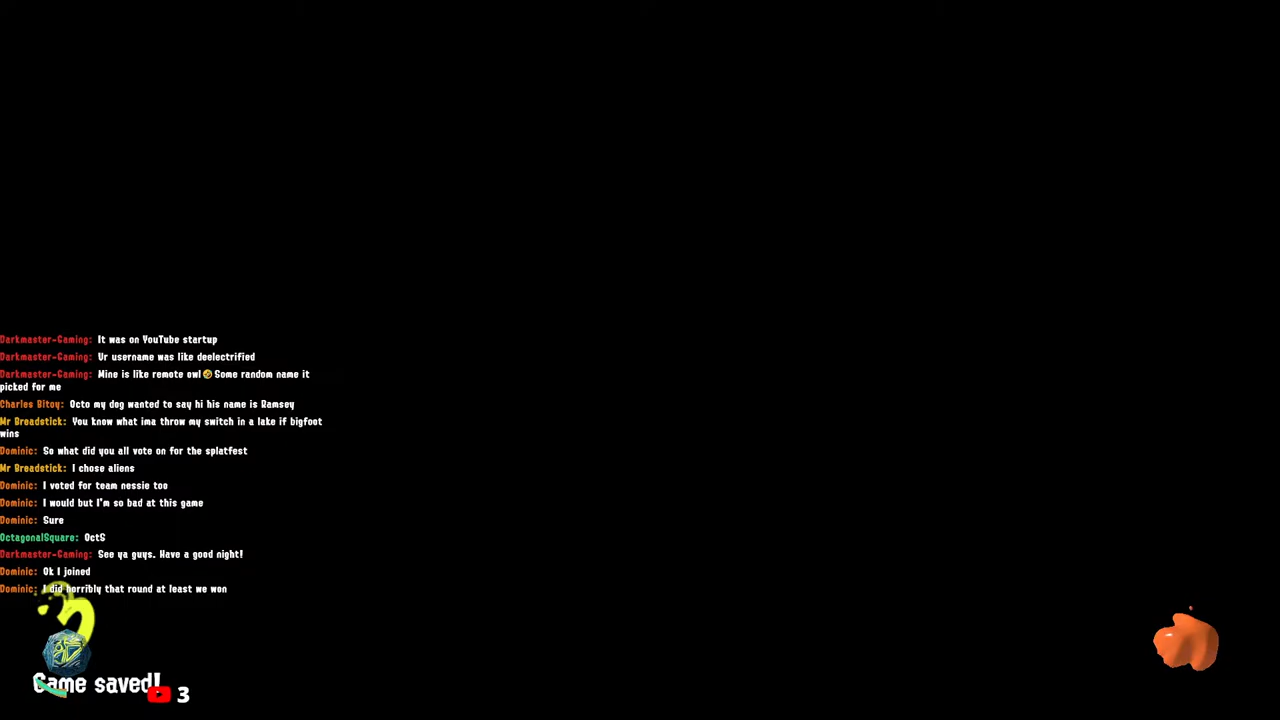 Darkmaster-Gaming: It was on YouTube startup
Darkmaster-Gaming: Ur username was like deelectrified
Darkmaster-Gaming: Mine is like remote owl🤣Some random name it
picked for me
Charles Bitoy: Octo my dog wanted to say hi his name is Ramsey
Mr Breadstick: You know what ima throw my switch in a lake if bigfoot
wins
Dominic: So what did you all vote on for the splatfest
Mr Breadstick: I chose aliens
Dominic: I voted for team nessie too
Dominic: I would but I'm so bad at this game
Dominic: Sure
OctagonalSquare: OctS
Darkmaster-Gaming: See ya guys. Have a good night!
Dominic: Ok I joined
Dominic: I did horribly that round at least we won
Game saved!
3